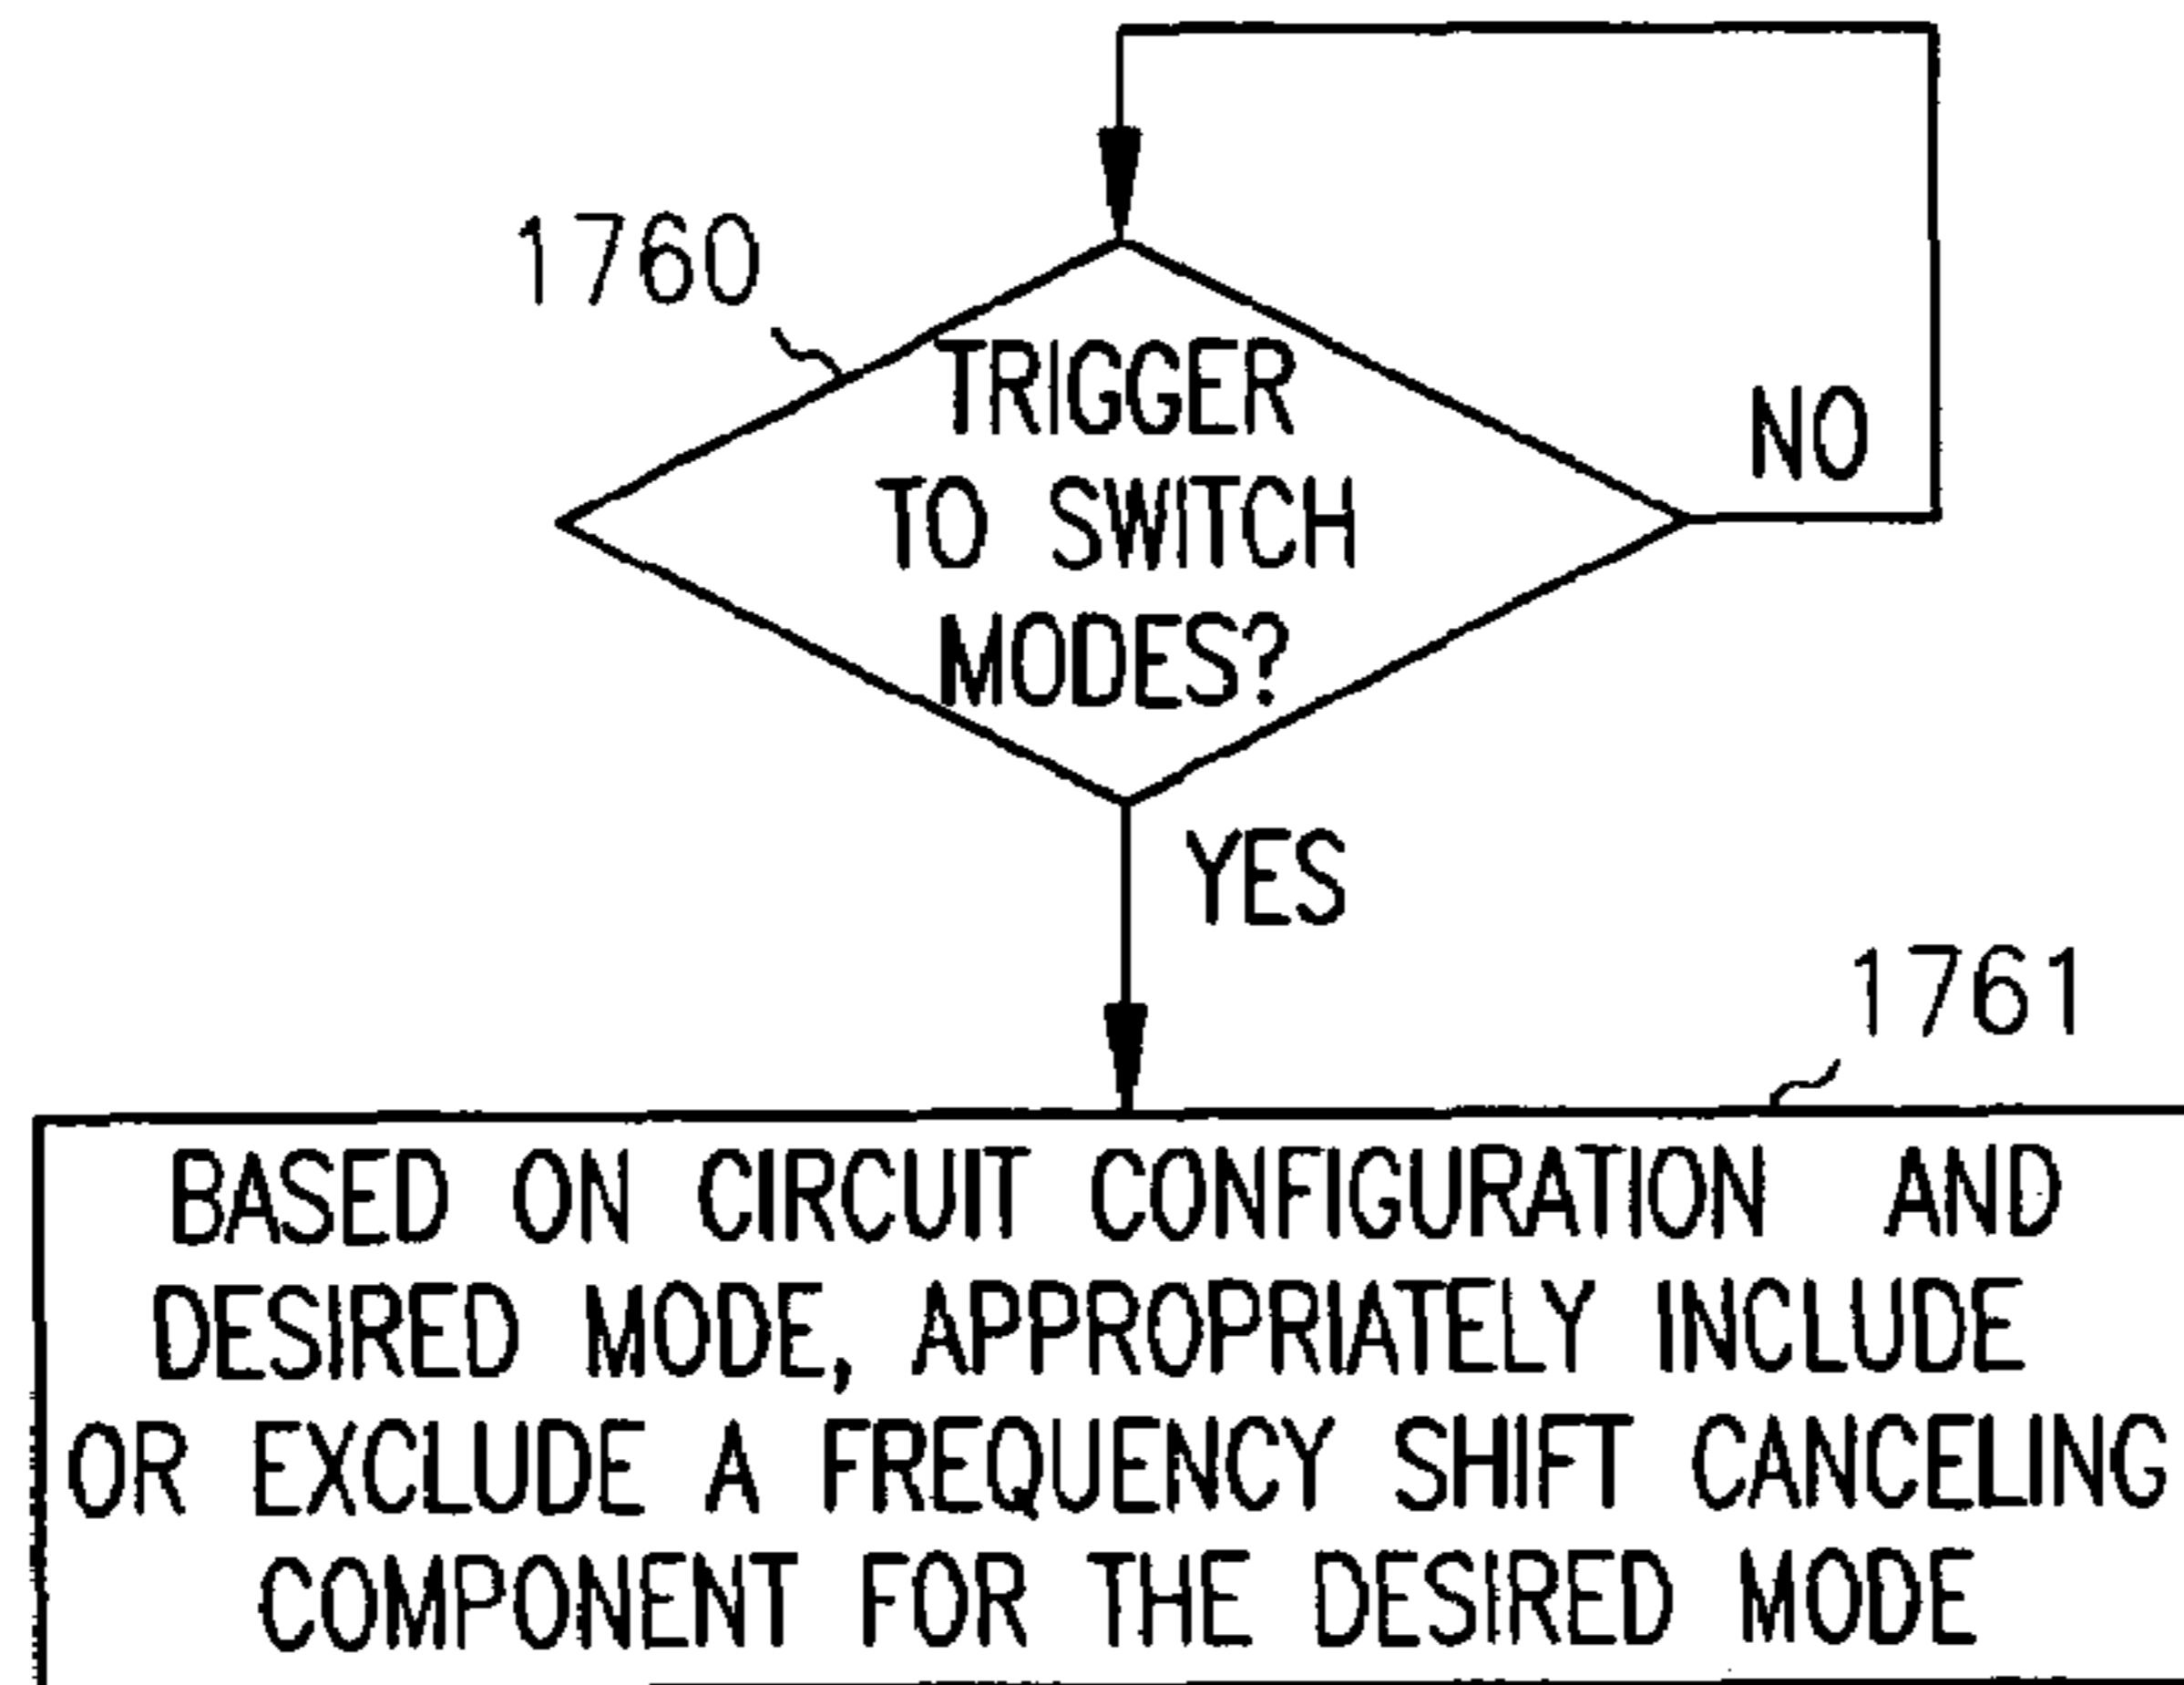 1760
TRIGGER
TO SWITCH
MODES?
NO
YES
1761
BASED ON CIRCUIT CONFIGURATION AND
DESIRED MODE, APPROPRIATELY INCLUDE
OR EXCLUDE A FREQUENCY SHIFT CANCELING
COMPONENT FOR THE DESIRED MODE